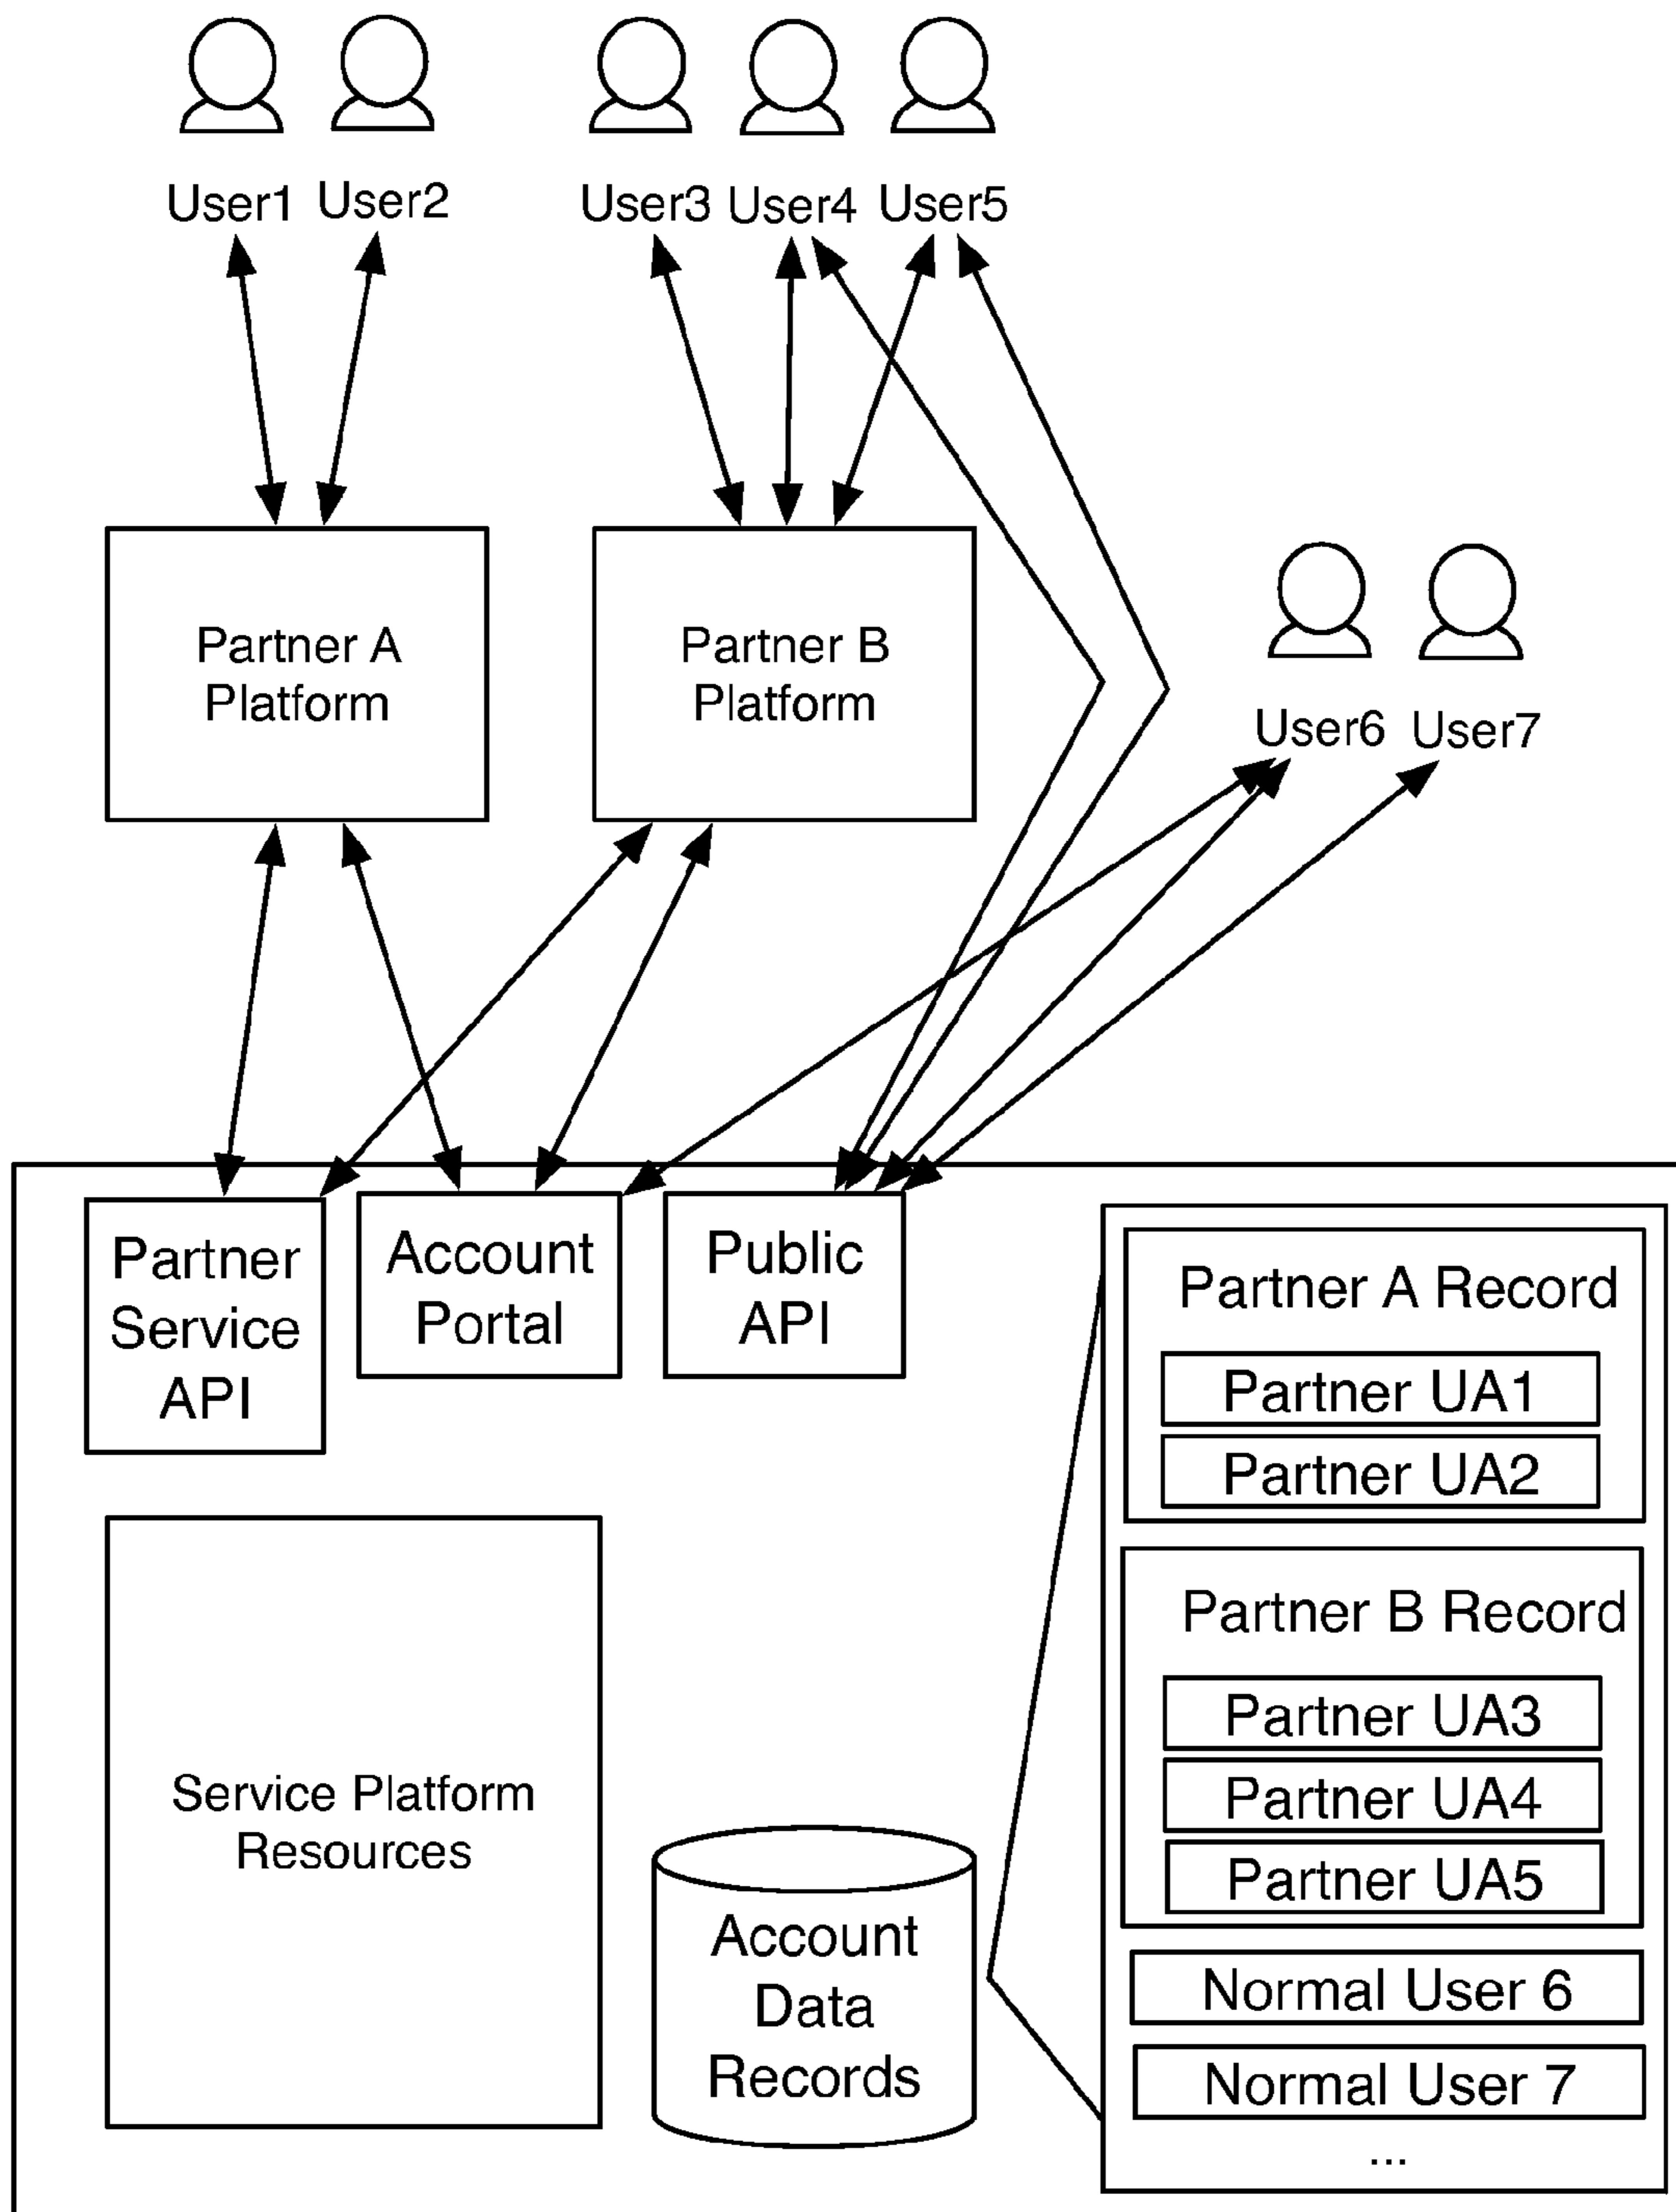 User1 User2
User3 User4 User5
Partner A
Platform
Partner B
Platform
User6 User7
Partner
Service
API
Account
Portal
Public
API
Partner A Record
Partner UA1
Partner UA2
Partner B Record
Partner UA3
Partner UA4
Partner UA5
Normal User 6
Normal User 7
...
Service Platform
Resources
Account
Data
Records